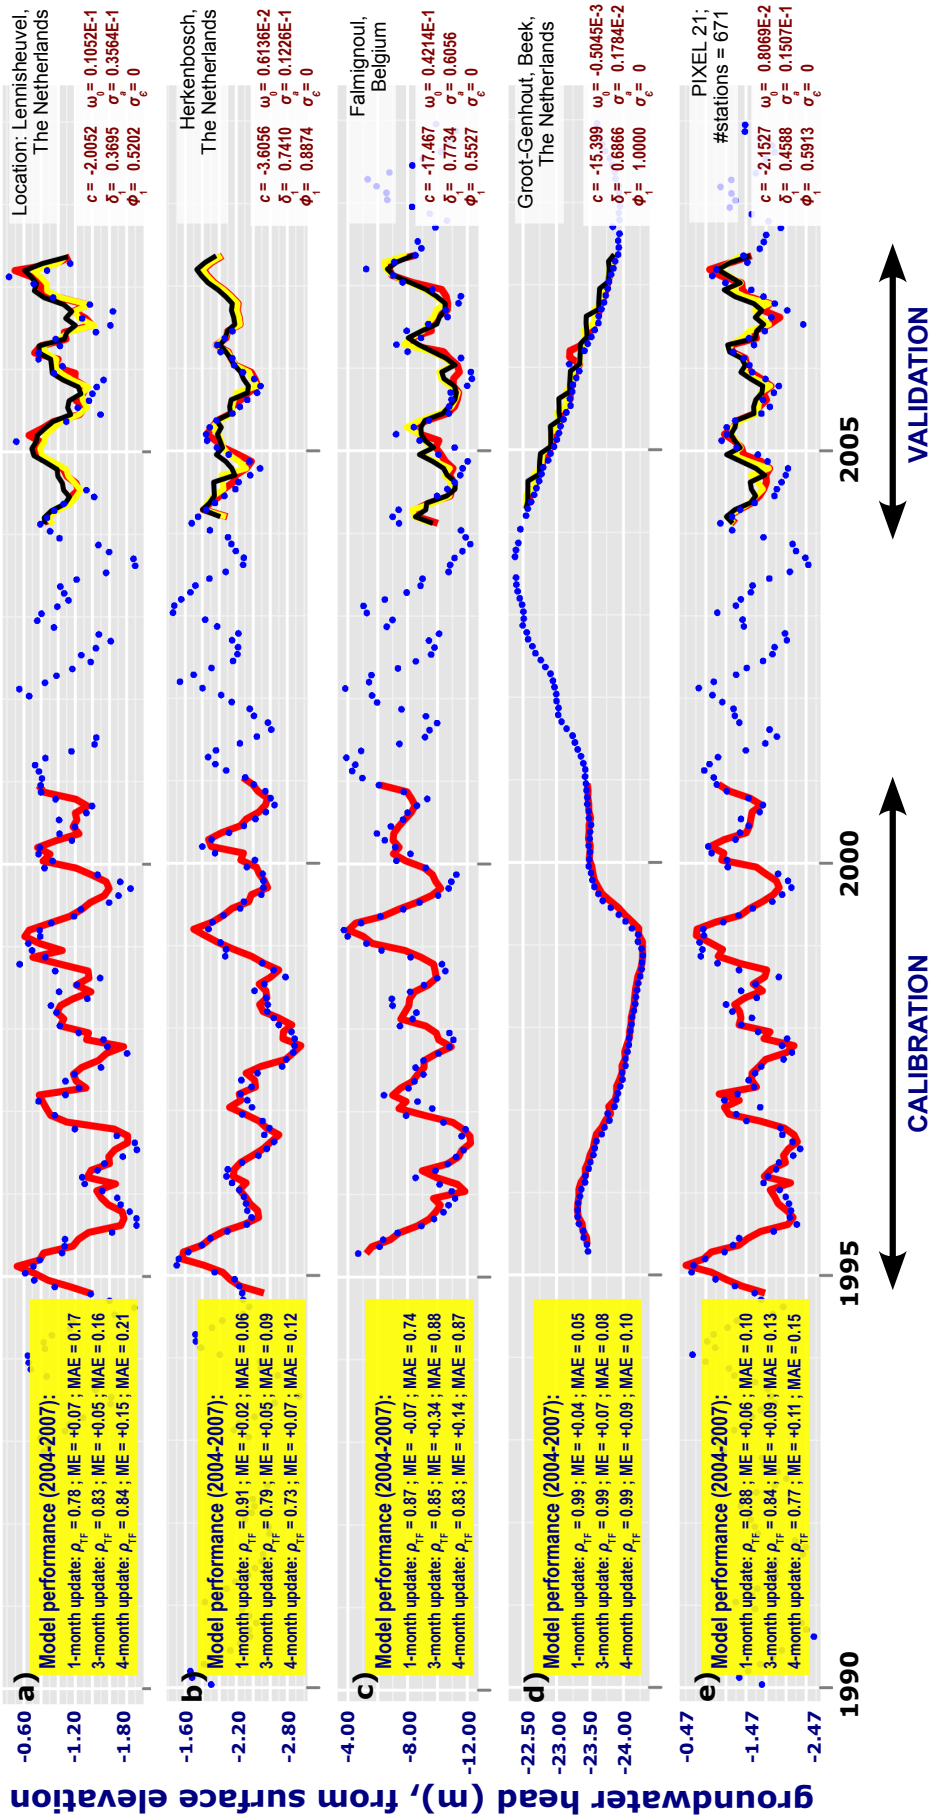 groundwater head (m), from surface elevation
a)
-0.60
-1.20
-1.80
Model performance (2004-2007):
1-month update: ρTF = 0.78 ; ME = +0.07 ; MAE = 0.17
3-month update: ρTF = 0.83 ; ME = +0.05 ; MAE = 0.16
4-month update: ρTF = 0.84 ; ME = +0.15 ; MAE = 0.21
Location: Lennisheuvel,
The Netherlands
c = -2.0052 ω0 = 0.1052E-1
δ1 = 0.3695 σa = 0.3564E-1
ϕ1 = 0.5202 σε = 0
b)
-1.60
-2.20
-2.80
Model performance (2004-2007):
1-month update: ρTF = 0.91 ; ME = +0.02 ; MAE = 0.06
3-month update: ρTF = 0.79 ; ME = +0.05 ; MAE = 0.09
4-month update: ρTF = 0.73 ; ME = +0.07 ; MAE = 0.12
Herkenbosch,
The Netherlands
c = -3.6056 ω0 = 0.6136E-2
δ1 = 0.7410 σa = 0.1226E-1
ϕ1 = 0.8874 σε = 0
c)
-4.00
-8.00
-12.00
Model performance (2004-2007):
1-month update: ρTF = 0.87 ; ME = -0.07 ; MAE = 0.74
3-month update: ρTF = 0.85 ; ME = +0.34 ; MAE = 0.88
4-month update: ρTF = 0.83 ; ME = +0.14 ; MAE = 0.87
Falmignoul,
Belgium
c = -17.467 ω0 = 0.4214E-1
δ1 = 0.7734 σa = 0.6056
ϕ1 = 0.5527 σε = 0
d)
-22.50
-23.00
-23.50
-24.00
Model performance (2004-2007):
1-month update: ρTF = 0.99 ; ME = +0.04 ; MAE = 0.05
3-month update: ρTF = 0.99 ; ME = +0.07 ; MAE = 0.08
4-month update: ρTF = 0.99 ; ME = +0.09 ; MAE = 0.10
Groot-Genhout, Beek,
The Netherlands
c = -15.399 ω0 = -0.5045E-3
δ1 = 0.6866 σa = 0.1784E-2
ϕ1 = 1.0000 σε = 0
e)
-0.47
-1.47
-2.47
Model performance (2004-2007):
1-month update: ρTF = 0.88 ; ME = +0.06 ; MAE = 0.10
3-month update: ρTF = 0.84 ; ME = +0.09 ; MAE = 0.13
4-month update: ρTF = 0.77 ; ME = +0.11 ; MAE = 0.15
PIXEL 21;
#stations = 671
c = -2.1527 ω0 = 0.8069E-2
δ1 = 0.4588 σa = 0.1507E-1
ϕ1 = 0.5913 σε = 0
1990
1995
2000
2005
CALIBRATION
VALIDATION